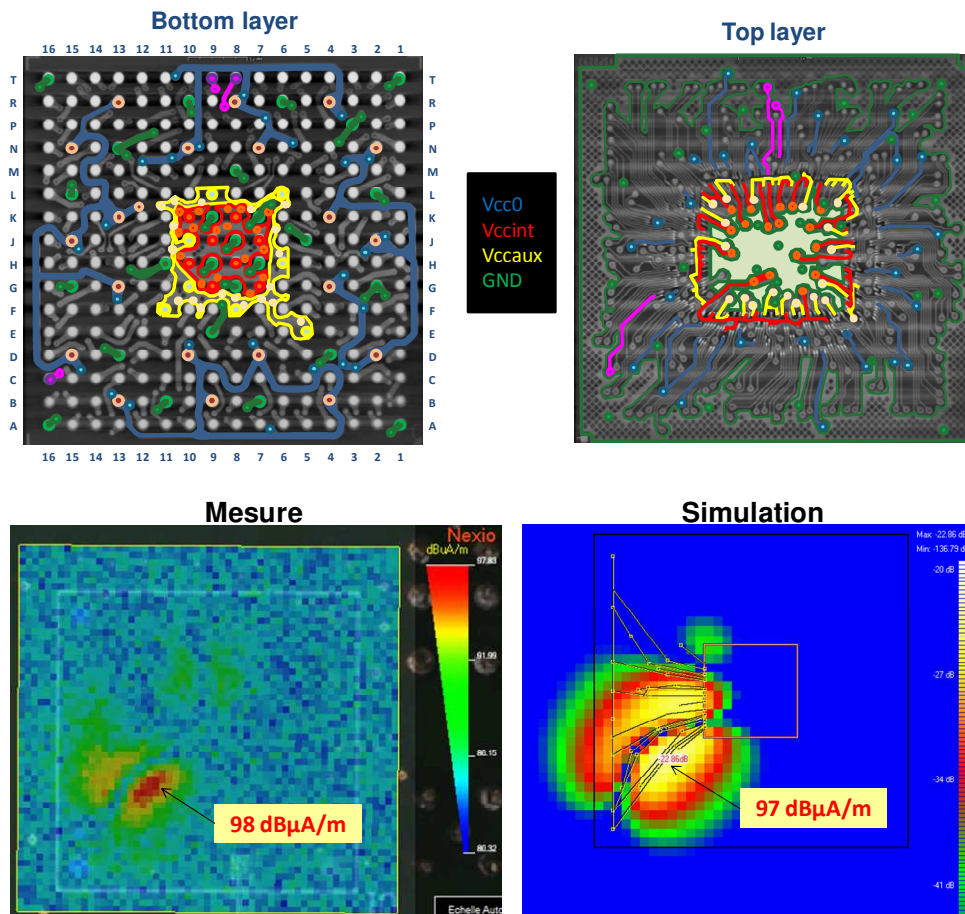 Bottom layer
16 15 14 13 12 11 10 9 8 7 6 5 4 3 2 1
T T
R R
P P
N N
M M
L L
K K
J J
H H
G G
F F
E E
D D
C C
B B
A A
16 15 14 13 12 11 10 9 8 7 6 5 4 3 2 1
Top layer
Vcc0
Vccint
Vccaux
GND
Mesure
Nexio
dBuA/m
97.83
91.99
86.15
80.32
98 dBµA/m
Echelle Auto
Simulation
Max -22.86 dB
Min: -136.79 dB
-20 dB
-27 dB
-34 dB
-41 dB
-22.86dB
97 dBµA/m